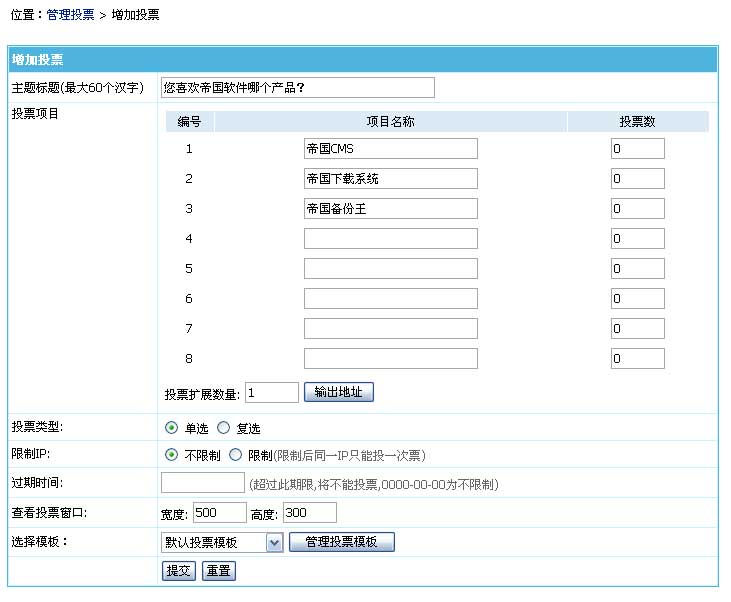 位置：管理投票 > 增加投票
增加投票
主题标题(最大60个汉字) 您喜欢帝国软件哪个产品?
投票项目
编号 项目名称 投票数
1 帝国CMS 0
2 帝国下载系统 0
3 帝国备份王 0
4 0
5 0
6 0
7 0
8 0
投票扩展数量: 1 输出地址
投票类型: 单选 复选
限制IP: 不限制 限制(限制后同一IP只能投一次票)
过期时间: (超过此期限,将不能投票,0000-00-00为不限制)
查看投票窗口: 宽度: 500 高度: 300
选择模板： 默认投票模板 管理投票模板
提交 重置